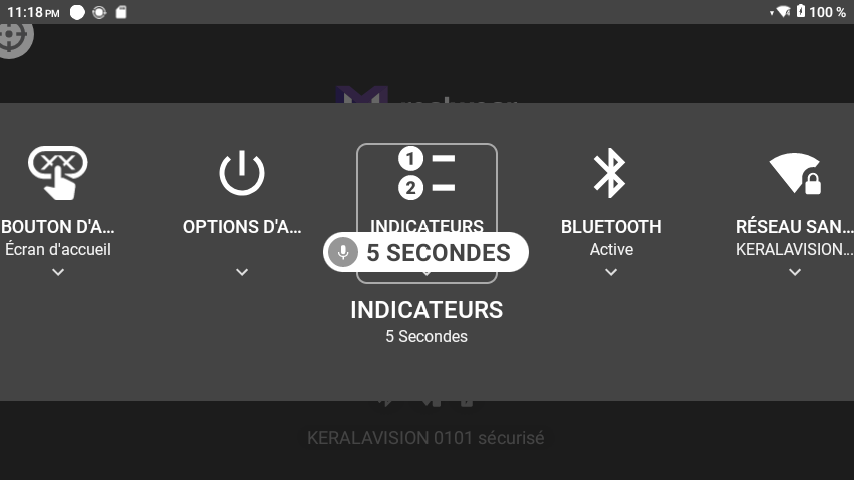 11:18 PM
100 %
BOUTON D'A...
Écran d'accueil
OPTIONS D'A...
1
2
INDICATEURS
5 SECONDES
BLUETOOTH
Active
RÉSEAU SAN...
KERALAVISION...
INDICATEURS
5 Secondes
KERALAVISION 0101 sécurisé